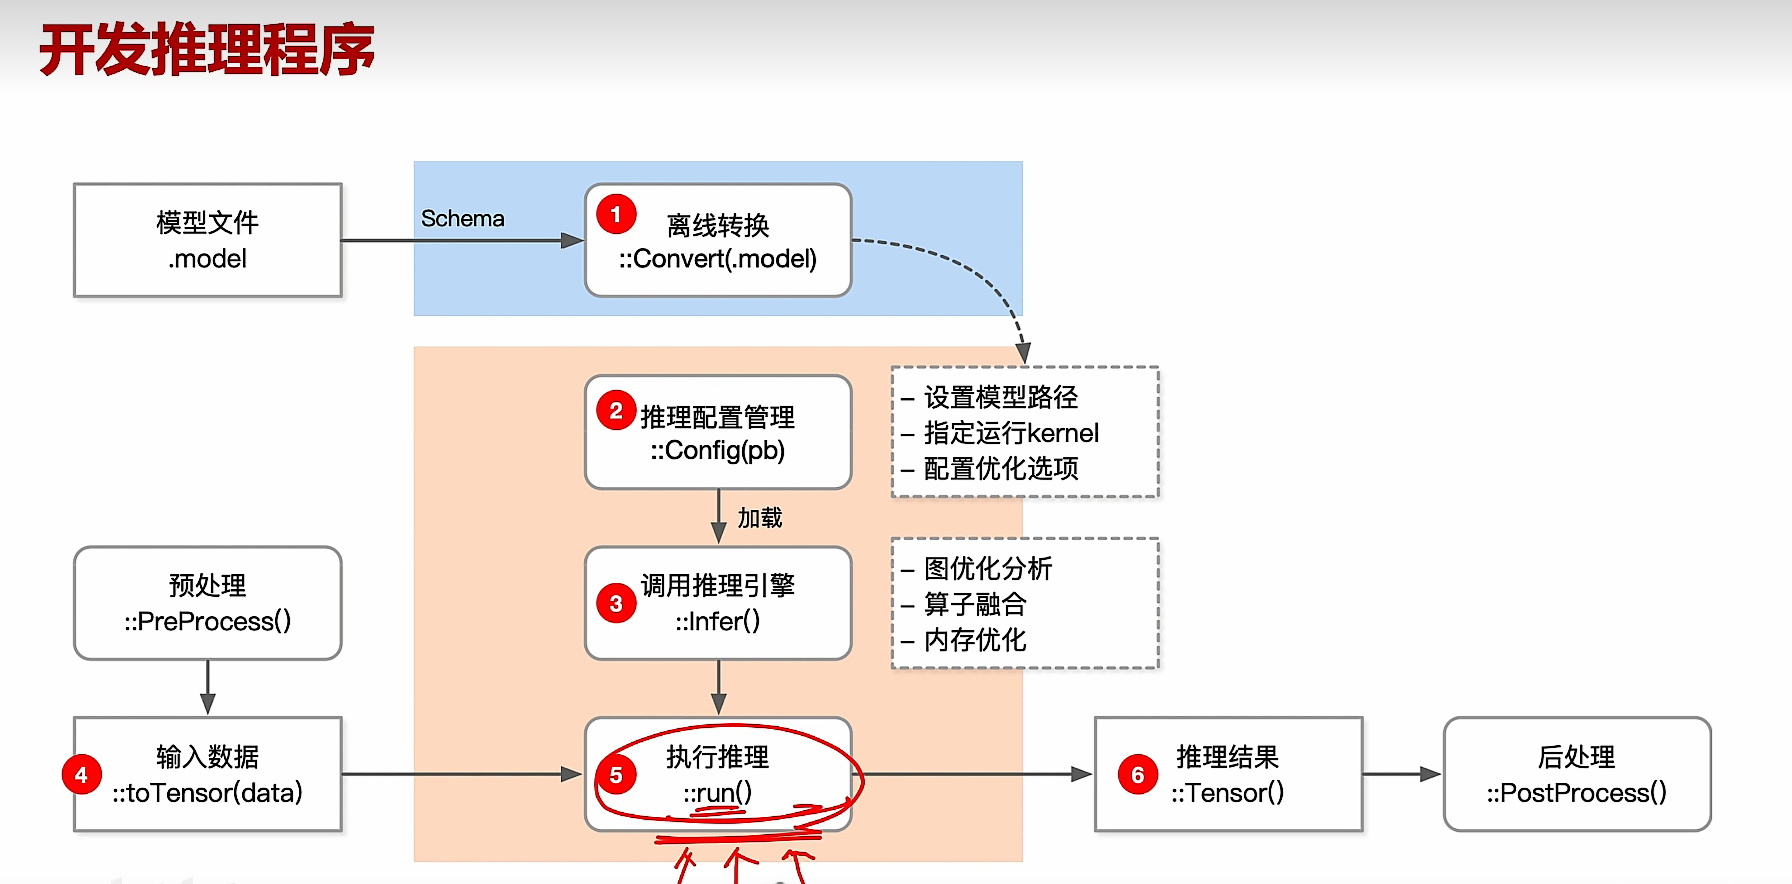 开发推理程序
模型文件
.model
Schema
1
离线转换
::Convert(.model)
2
推理配置管理
::Config(pb)
– 设置模型路径
– 指定运行kernel
– 配置优化选项
加载
3
调用推理引擎
::Infer()
– 图优化分析
– 算子融合
– 内存优化
预处理
::PreProcess()
4
输入数据
::toTensor(data)
5
执行推理
::run()
6
推理结果
::Tensor()
后处理
::PostProcess()